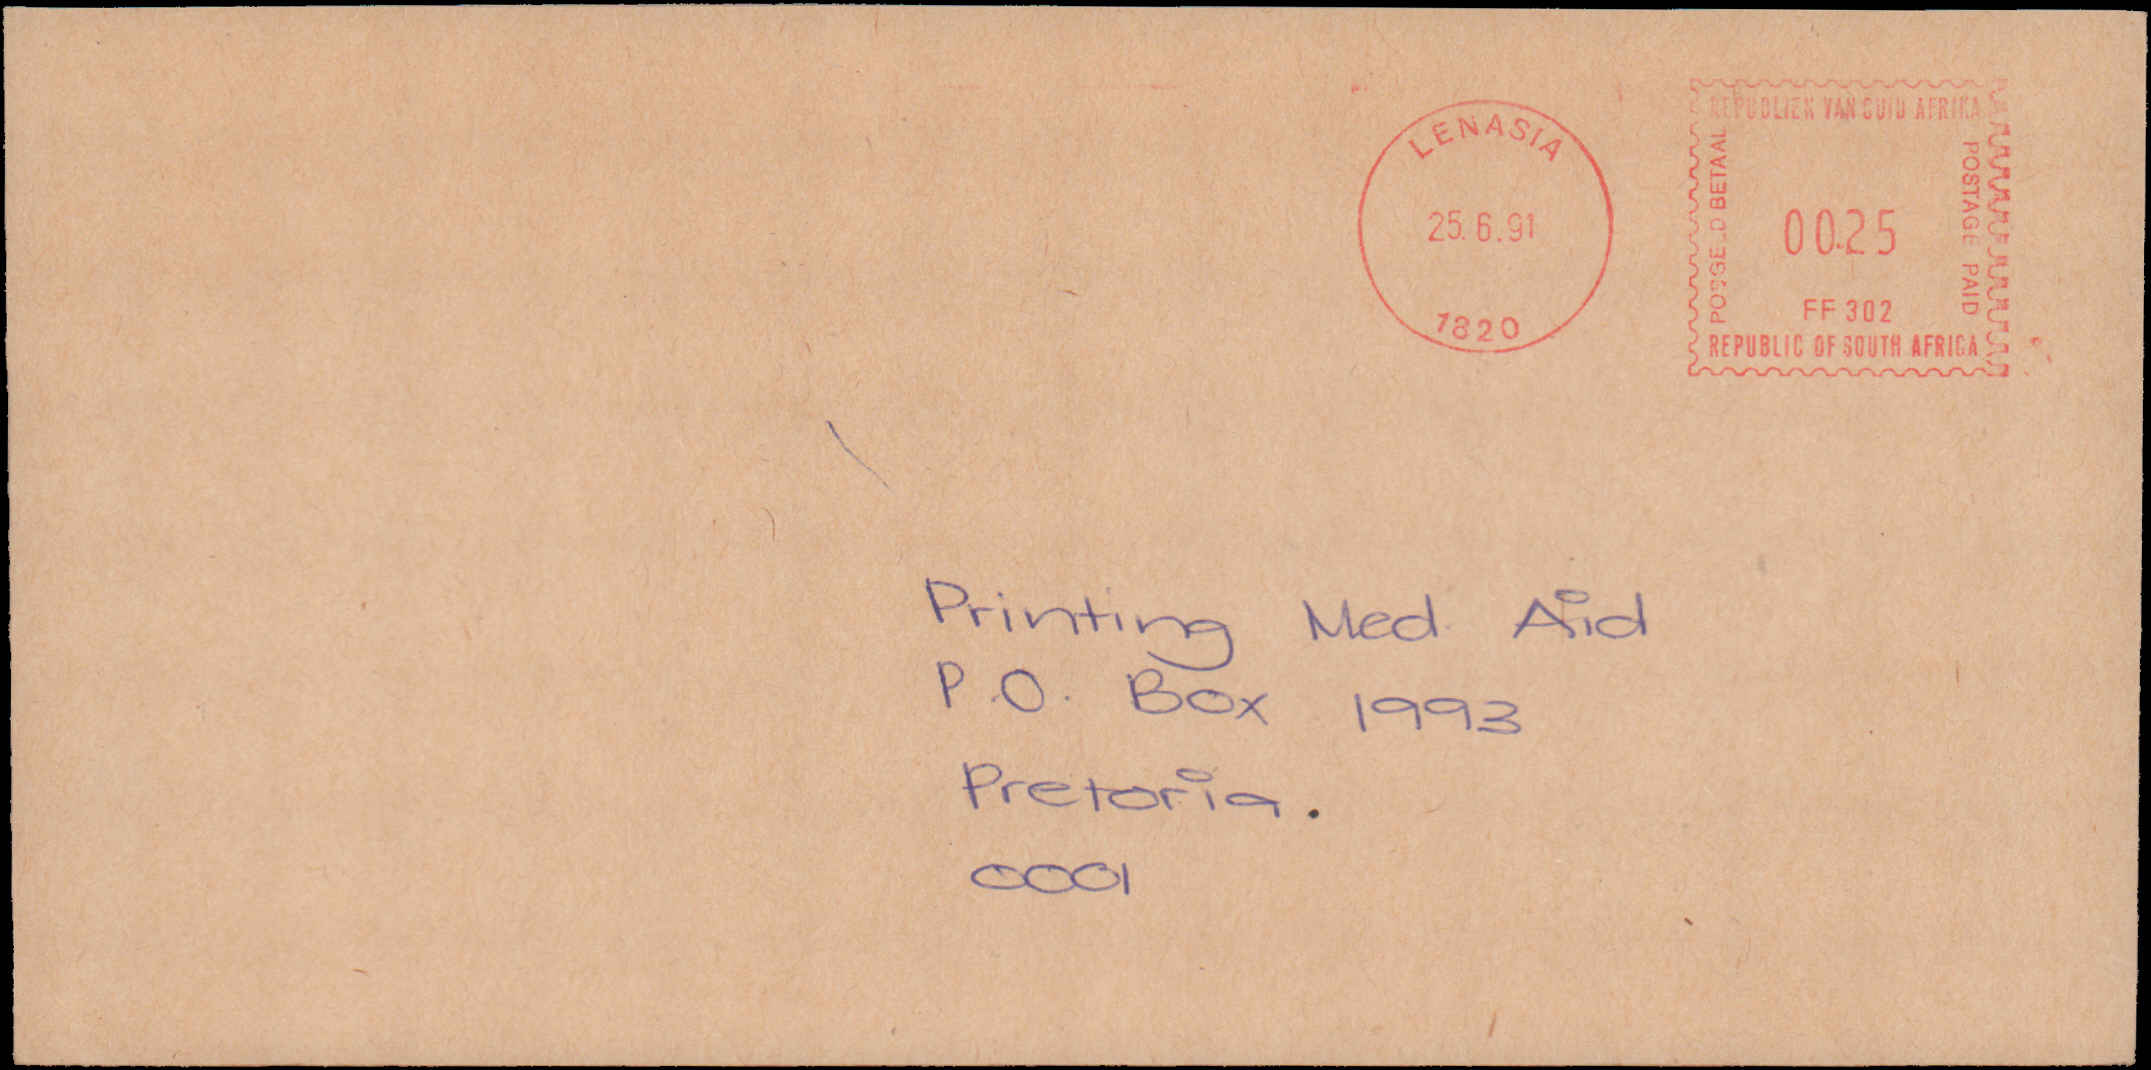 LENASIA
25.6.91
1820
REPUBLIEK VAN SUID AFRIKA
POSGELD BETAAL
POSTAGE PAID
00.25
FF 302
REPUBLIC OF SOUTH AFRICA
Printing Med. Aid
P.O. Box 1993
Pretoria.
0001